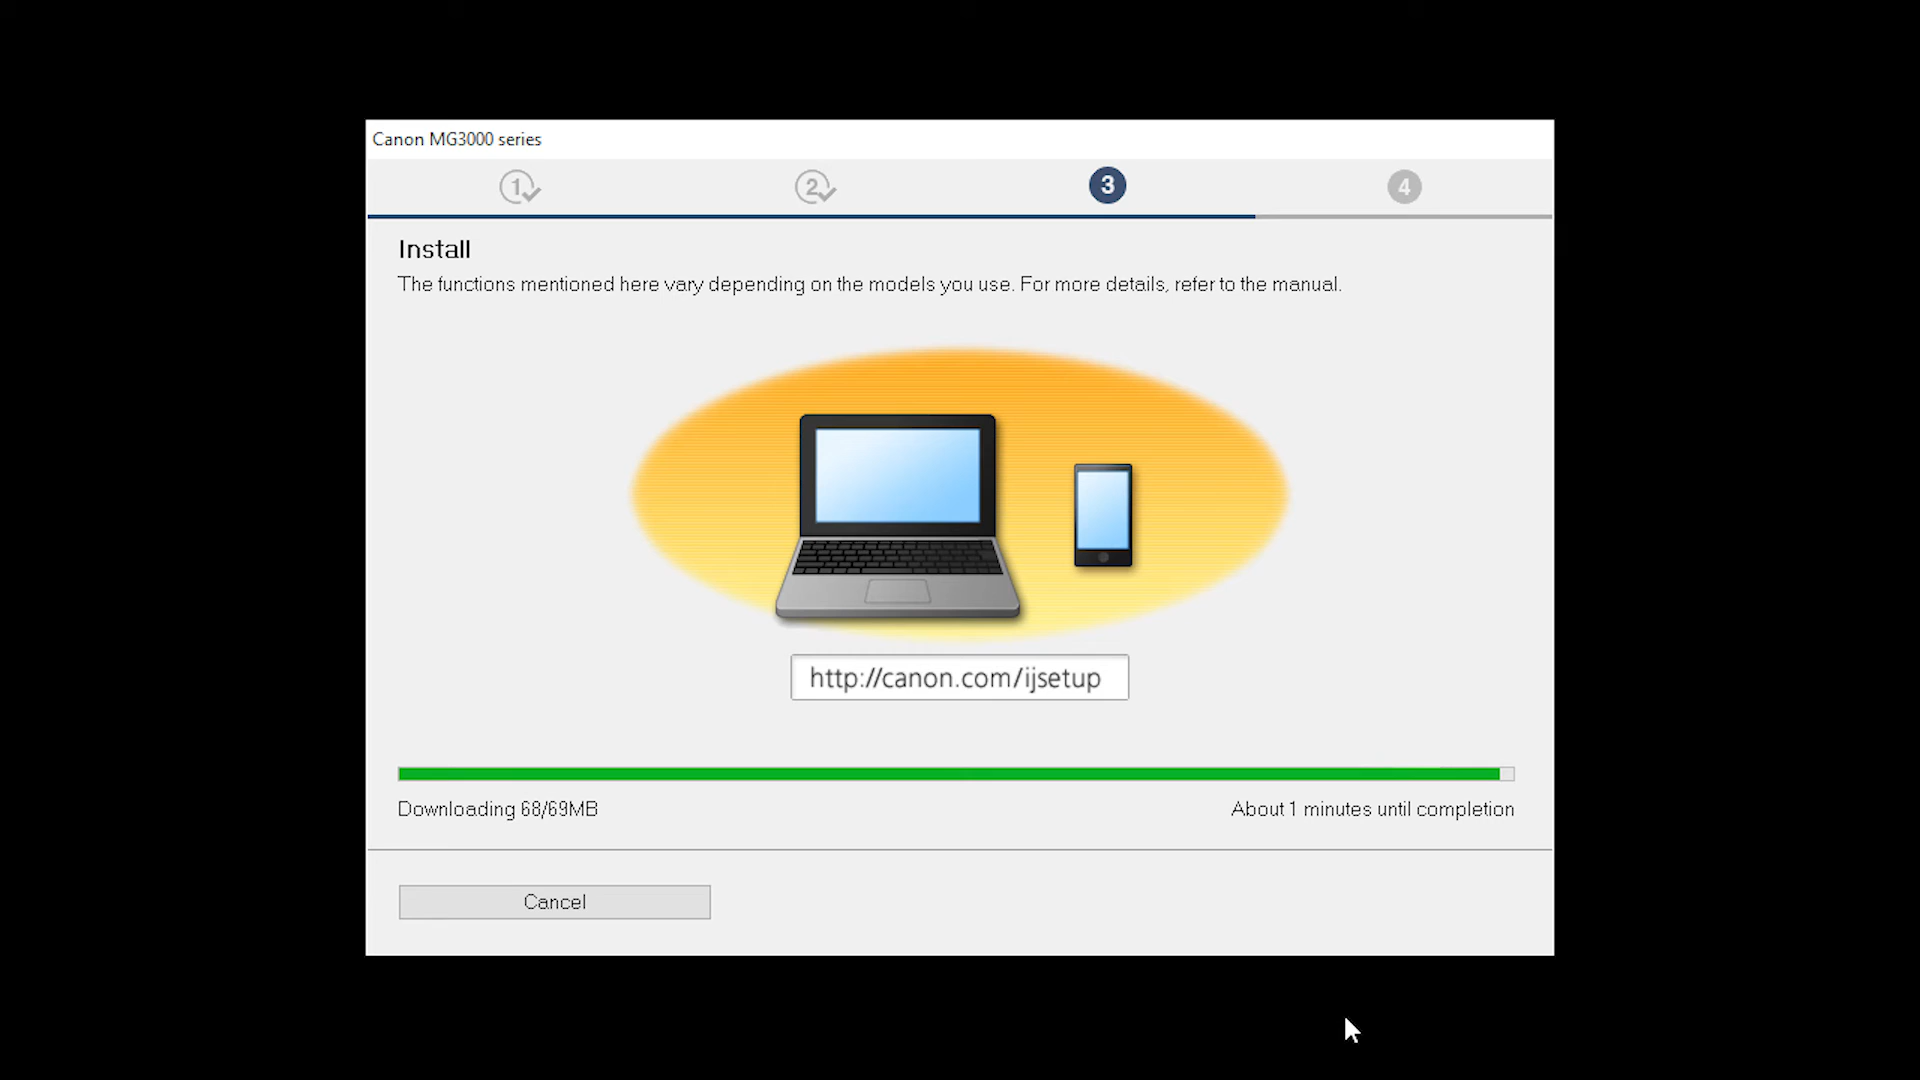 Canon MG3000 series
1 2 3 4
Install
The functions mentioned here vary depending on the models you use. For more details, refer to the manual.
http://canon.com/ijsetup
Downloading 68/69MB About 1 minutes until completion
Cancel